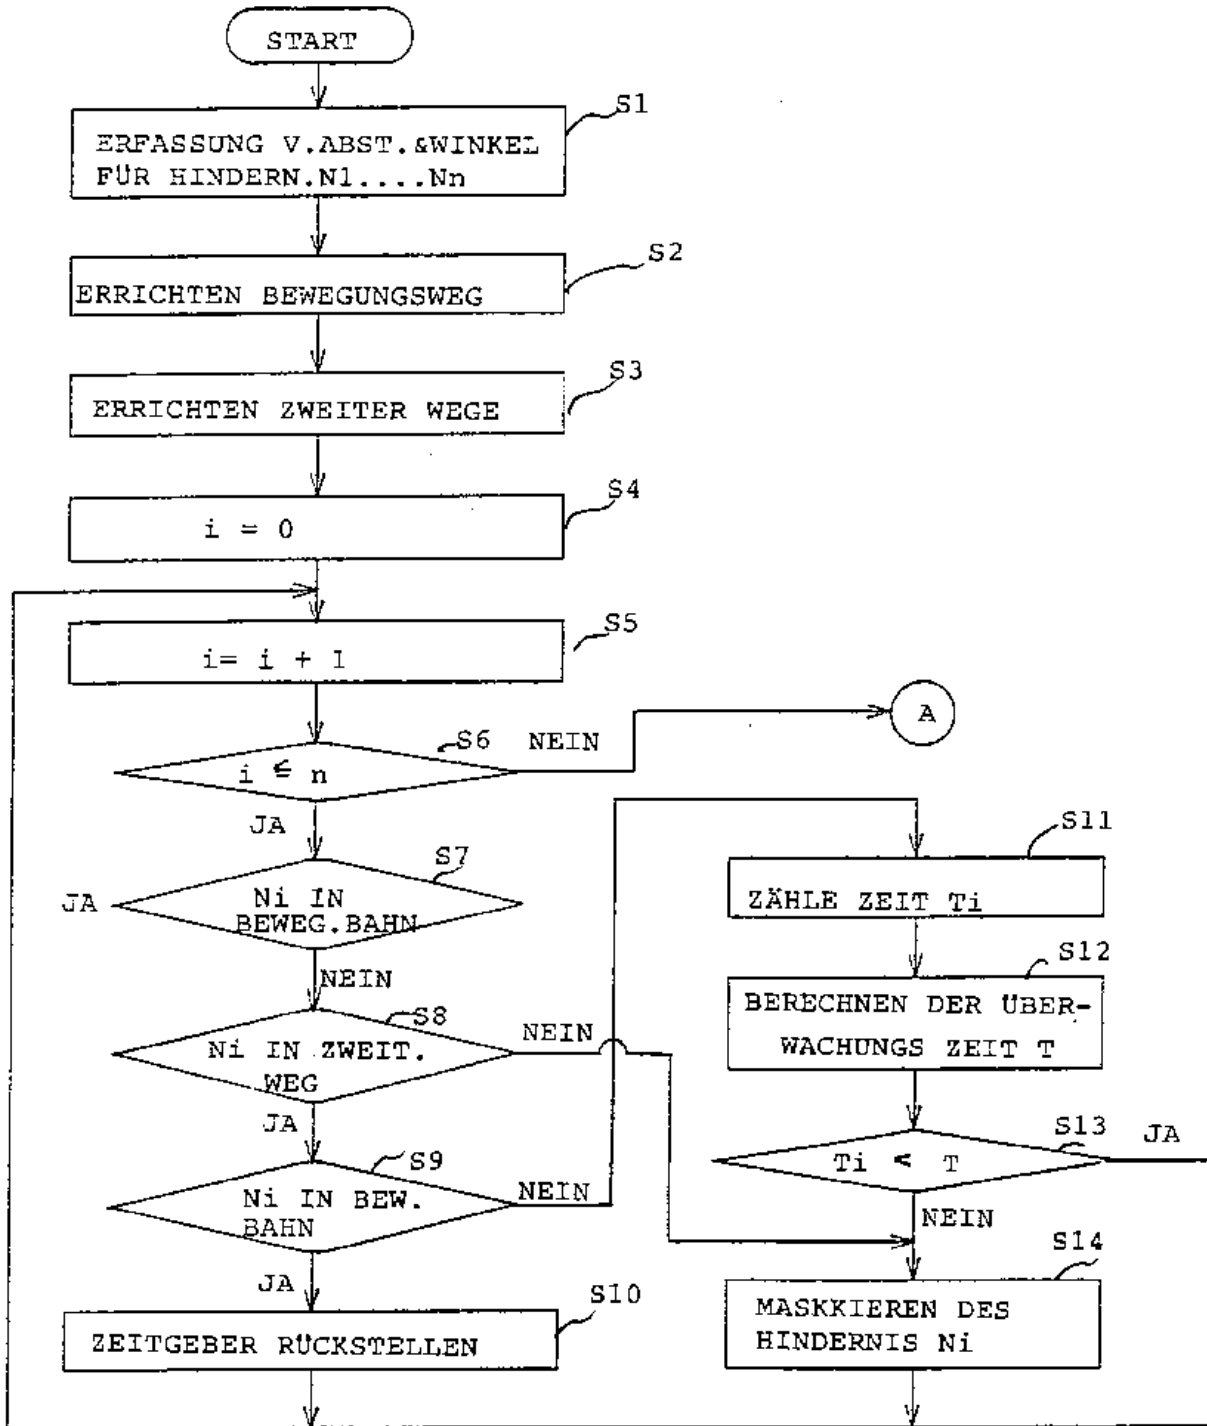 START
S1
ERFASSUNG V.ABST.&WINKEL
FÜR HINDERN.N1....Nn
S2
ERRICHTEN BEWEGUNGSWEG
S3
ERRICHTEN ZWEITER WEGE
S4
i = 0
S5
i= i + 1
A
S6
NEIN
i ≦ n
JA
S7
JA
Ni IN
BEWEG.BAHN
NEIN
S8
NEIN
Ni IN ZWEIT.
WEG
JA
S9
NEIN
Ni IN BEW.
BAHN
JA
S10
ZEITGEBER RÜCKSTELLEN
S11
ZÄHLE ZEIT Ti
S12
BERECHNEN DER ÜBER-
WACHUNGS ZEIT T
S13
JA
Ti < T
NEIN
S14
MASKKIEREN DES
HINDERNIS Ni